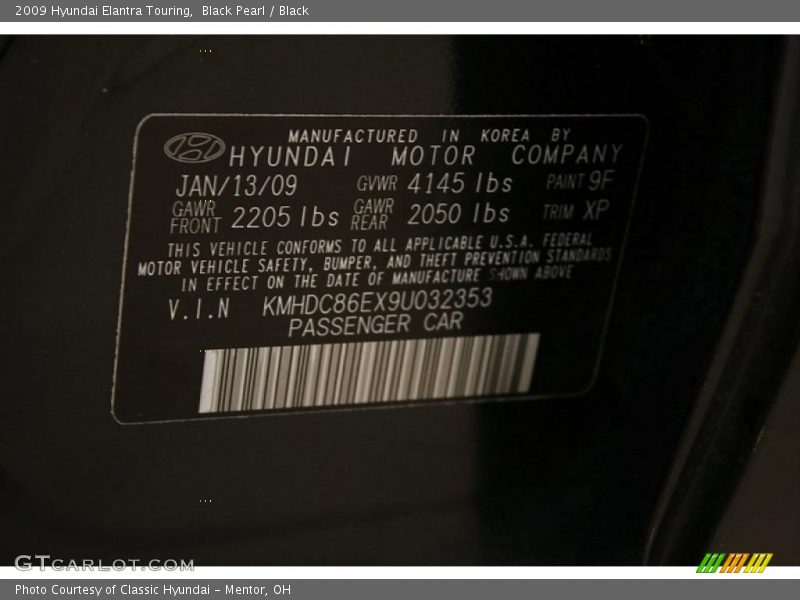 2009 Hyundai Elantra Touring, Black Pearl / Black
MANUFACTURED IN KOREA BY
HYUNDAI MOTOR COMPANY
JAN/13/09 GVWR 4145 lbs PAINT 9F
GAWR FRONT 2205 lbs GAWR REAR 2050 lbs TRIM XP
THIS VEHICLE CONFORMS TO ALL APPLICABLE U.S.A. FEDERAL
MOTOR VEHICLE SAFETY, BUMPER, AND THEFT PREVENTION STANDARDS
IN EFFECT ON THE DATE OF MANUFACTURE SHOWN ABOVE
V.I.N KMHDC86EX9U032353
PASSENGER CAR
GTCARLOT.COM
Photo Courtesy of Classic Hyundai - Mentor, OH